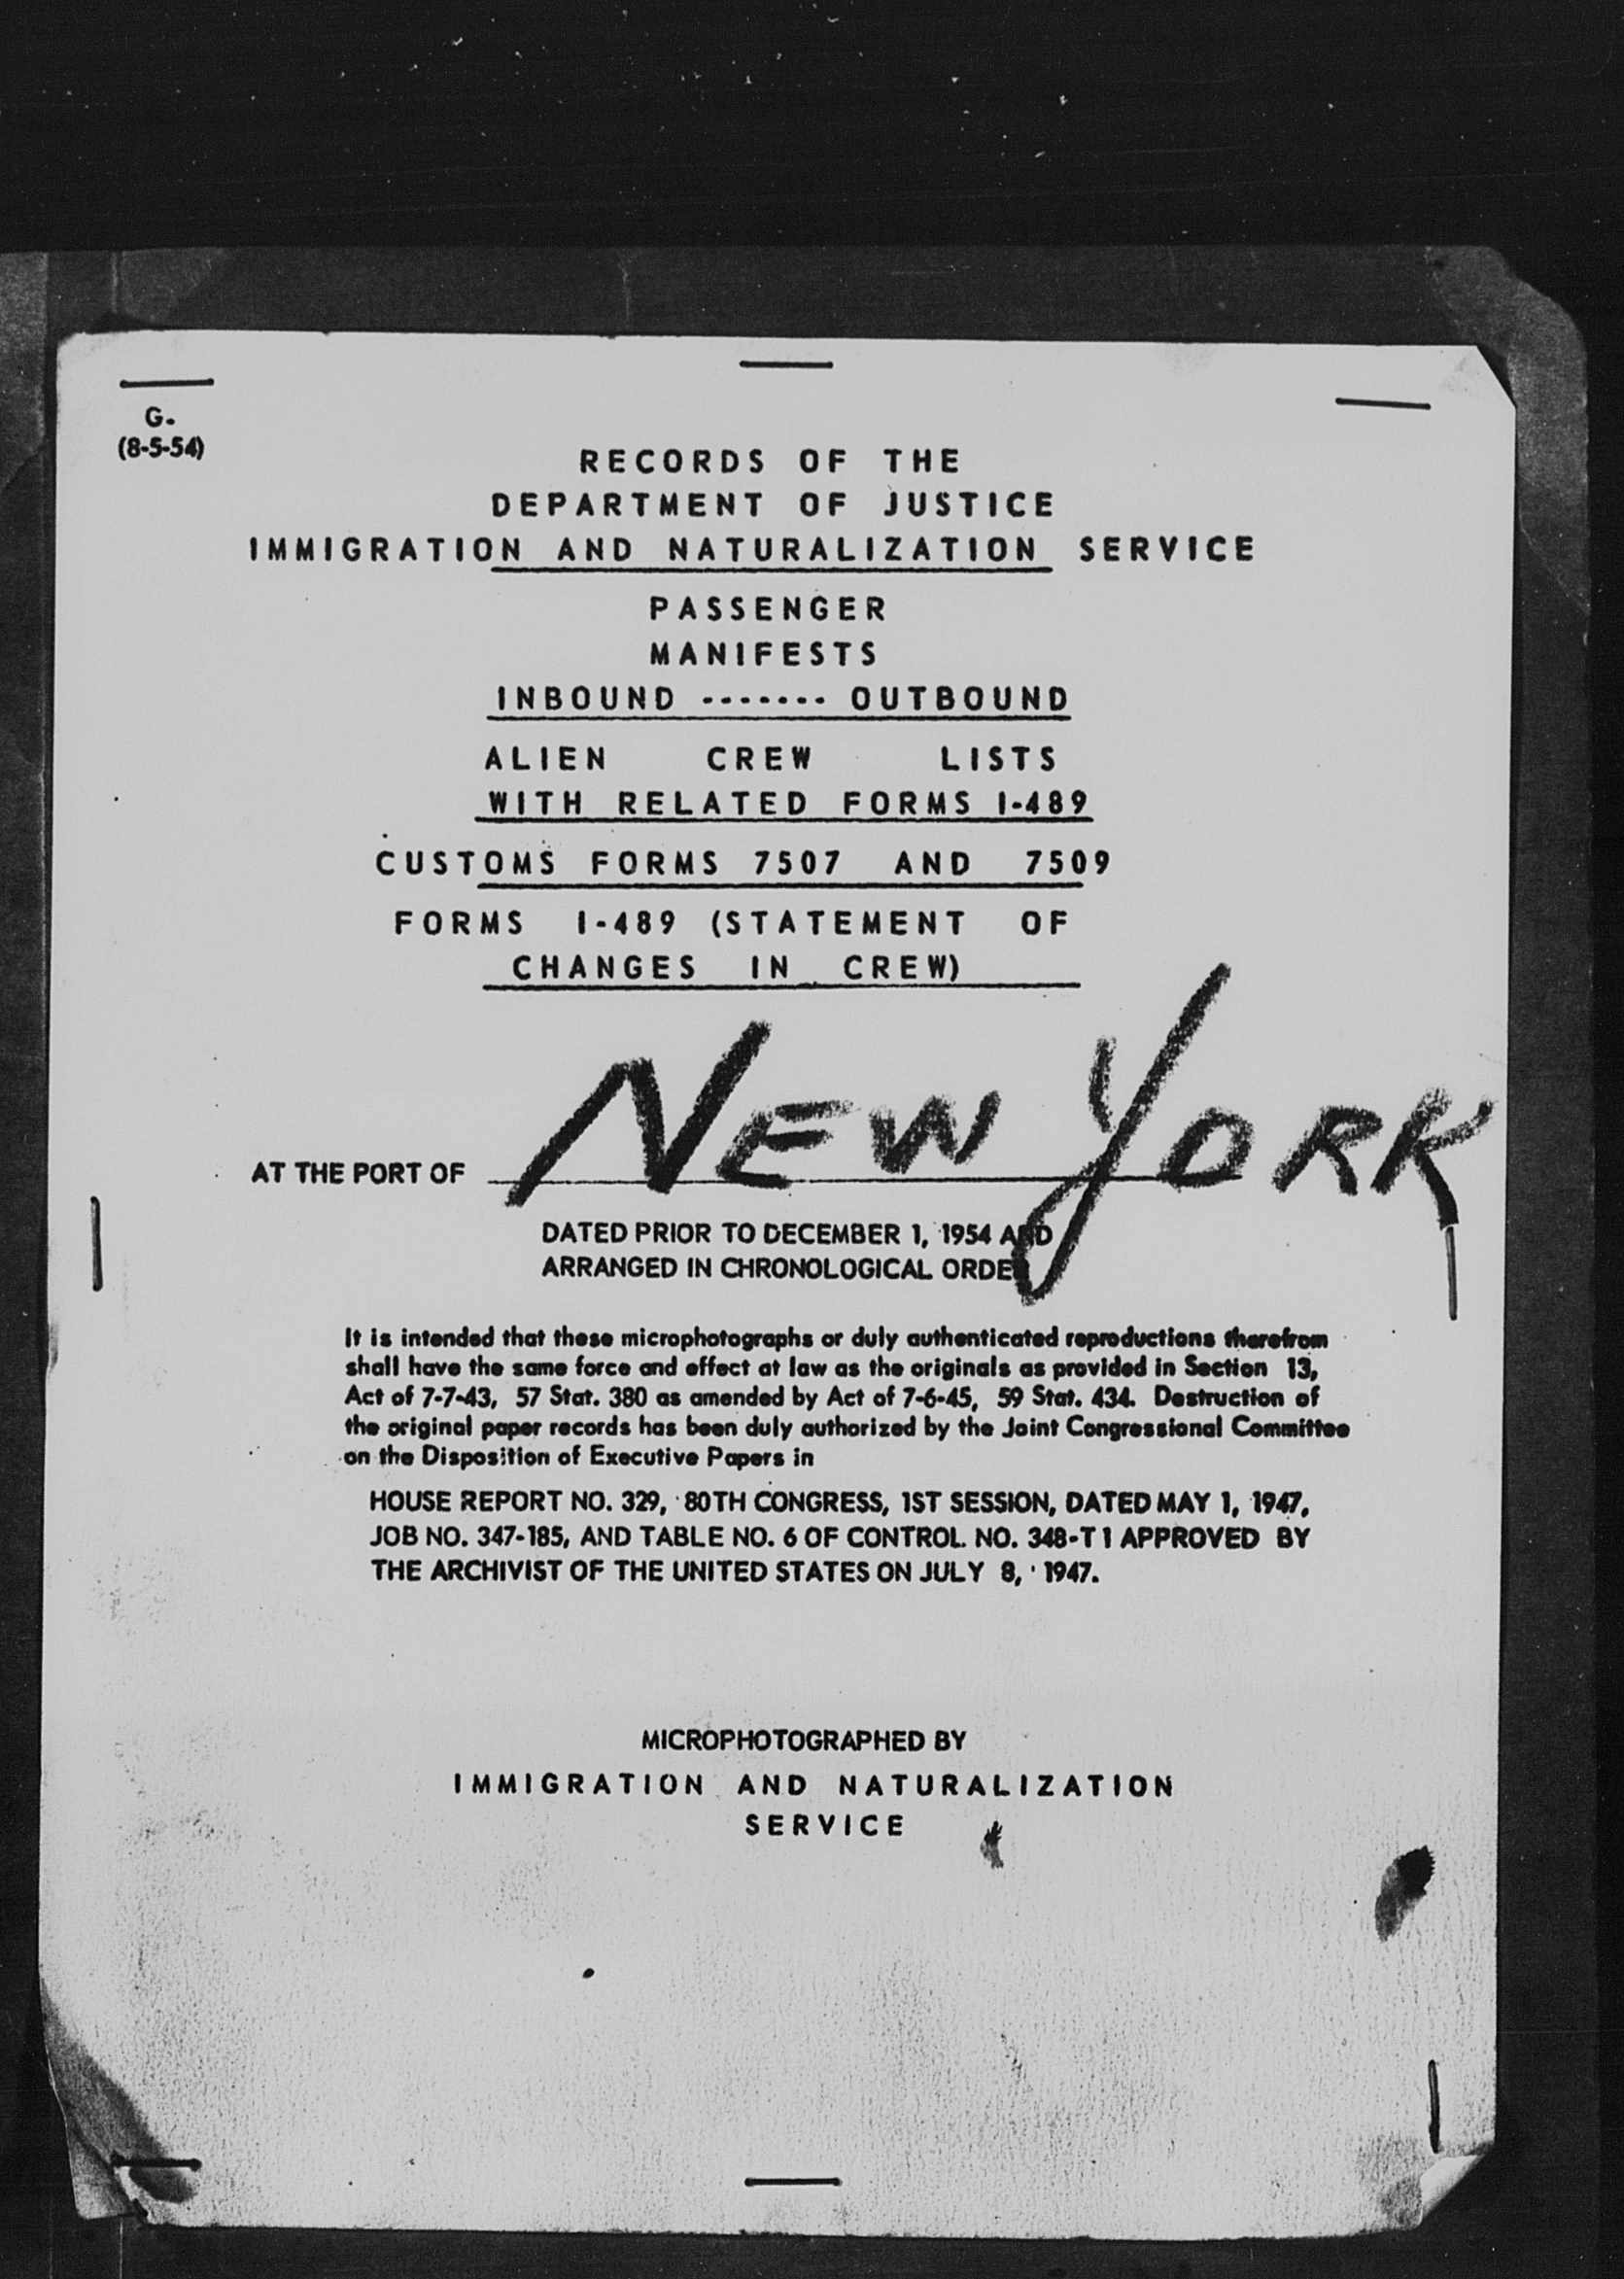 G.
(8-5-54)
RECORDS OF THE
DEPARTMENT OF JUSTICE
IMMIGRATION AND NATURALIZATION SERVICE
PASSENGER
MANIFESTS
INBOUND ------- OUTBOUND
ALIEN CREW LISTS
WITH RELATED FORMS I-489
CUSTOMS FORMS 7507 AND 7509
FORMS I-489 (STATEMENT OF
CHANGES IN CREW)
AT THE PORT OF NEW YORK
DATED PRIOR TO DECEMBER 1, 1954 AND
ARRANGED IN CHRONOLOGICAL ORDER
It is intended that these microphotographs or duly authenticated reproductions therefrom
shall have the same force and effect at law as the originals as provided in Section 13,
Act of 7-7-43, 57 Stat. 380 as amended by Act of 7-6-45, 59 Stat. 434. Destruction of
the original paper records has been duly authorized by the Joint Congressional Committee
on the Disposition of Executive Papers in
HOUSE REPORT NO. 329, 80TH CONGRESS, 1ST SESSION, DATED MAY 1, 1947,
JOB NO. 347-185, AND TABLE NO. 6 OF CONTROL NO. 348-T1 APPROVED BY
THE ARCHIVIST OF THE UNITED STATES ON JULY 8, 1947.
MICROPHOTOGRAPHED BY
IMMIGRATION AND NATURALIZATION
SERVICE